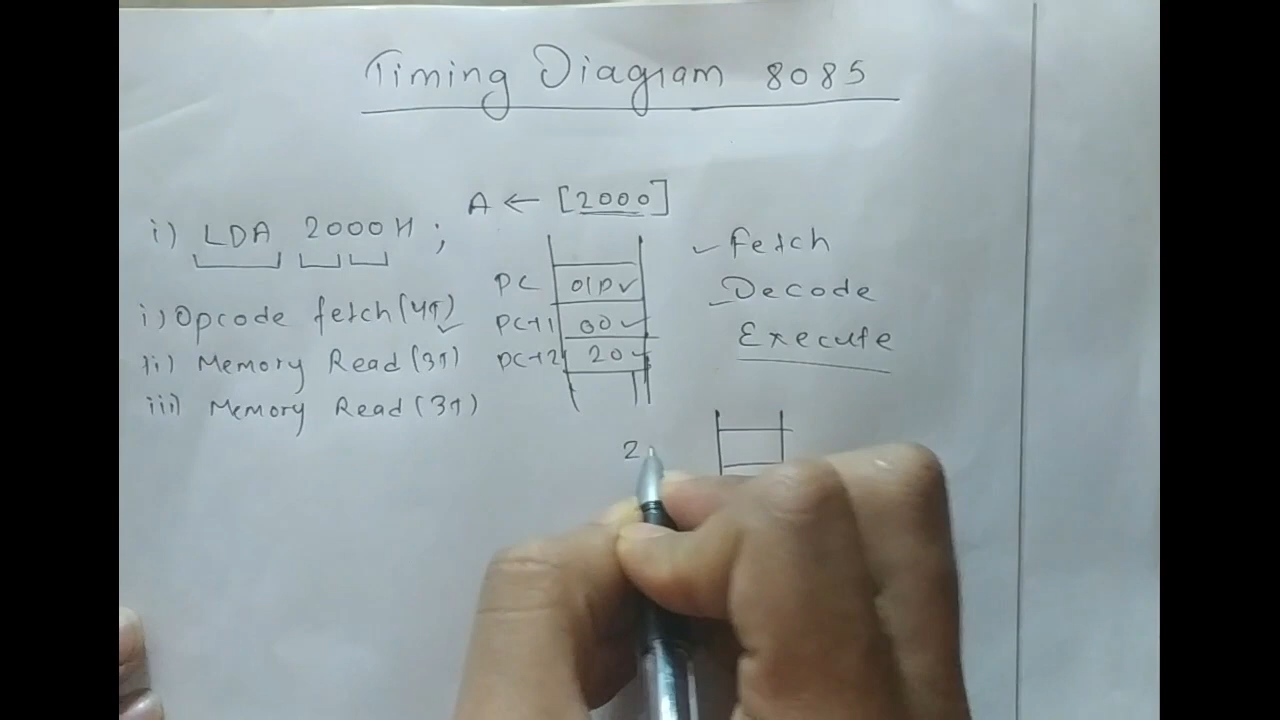 Timing Diagram 8085
A ← [2000]
i) LDA 2000H ;
Fetch
PC O/P ✓
Decode
i) Opcode fetch (4T) ✓
PC+1 00 ✓
Execute
ii) Memory Read (3T)
PC+2 20 ✓
iii) Memory Read (3T)
2